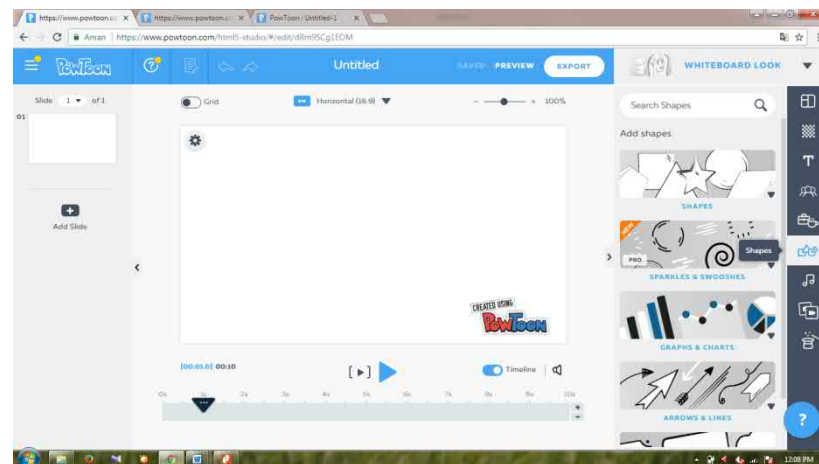 https://www.powtoon.co
https://www.powtoon.co
PowToon : Untitled-1
Aman
https://www.powtoon.com/html5-studio/#/edit/dRm9SCg1EOM
POWTOON
Untitled
SAVED
PREVIEW
EXPORT
WHITEBOARD LOOK
Slide 1 of 1
Grid
Horizontal (16:9)
100%
Search Shapes
01
Add shapes
SHAPES
Add Slide
NEW
PRO
Shapes
SPARKLES & SWOOSHES
CREATED USING
POWTOON
GRAPHS & CHARTS
[00:01.0] 00:10
Timeline
0s 1s 2s 3s 4s 5s 6s 7s 8s 9s 10s
ARROWS & LINES
12:08 PM